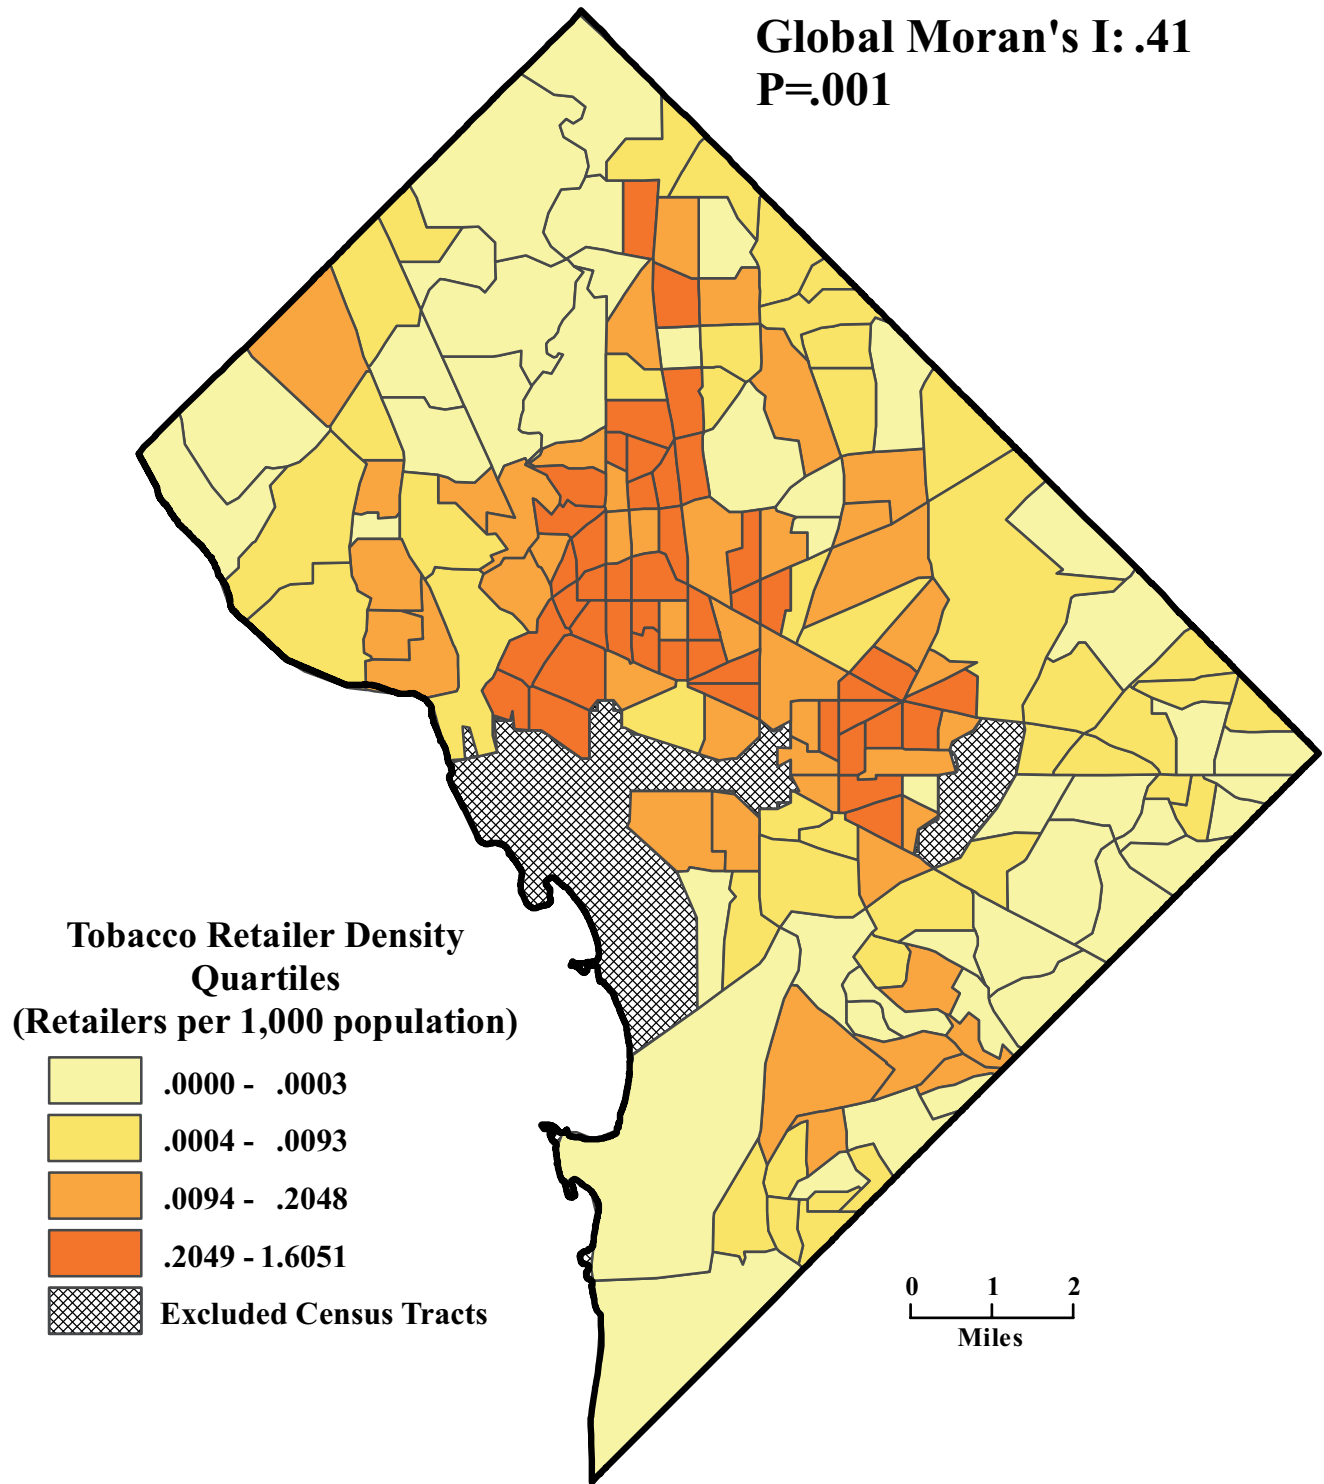 Global Moran's I: .41
P=.001
Tobacco Retailer Density
Quartiles
(Retailers per 1,000 population)
.0000 - .0003
.0004 - .0093
.0094 - .2048
.2049 - 1.6051
Excluded Census Tracts
0 1 2
Miles